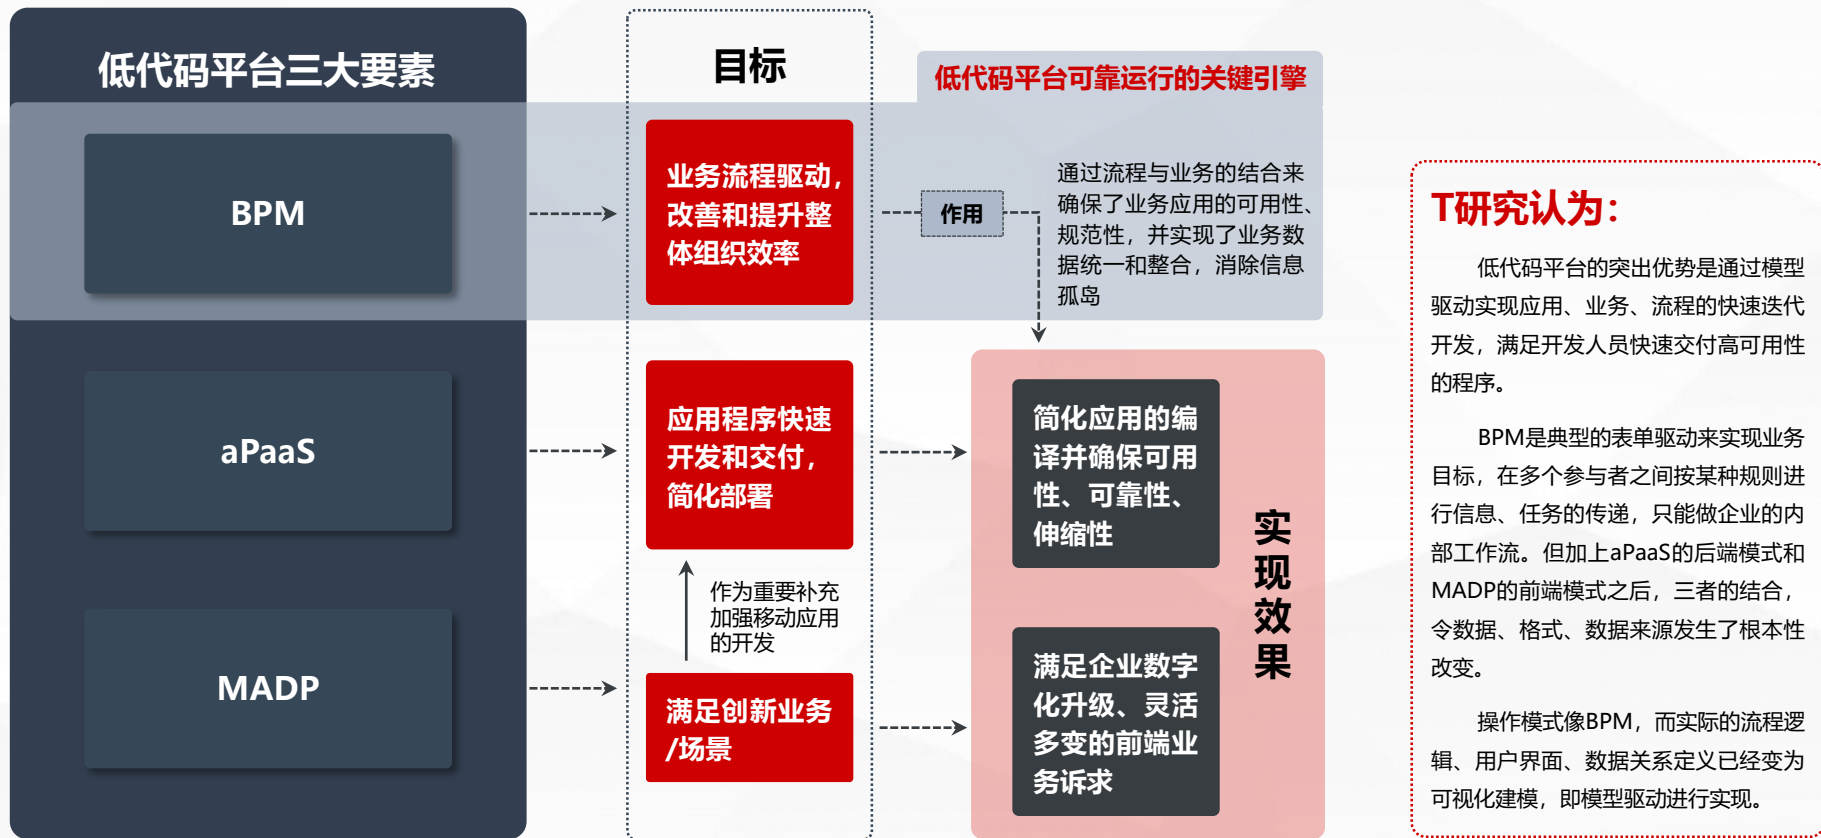 低代码平台三大要素
BPM
aPaaS
MADP
目标
业务流程驱动，
改善和提升整
体组织效率
应用程序快速
开发和交付，
简化部署
作为重要补充
加强移动应用
的开发
满足创新业务
/场景
低代码平台可靠运行的关键引擎
作用
通过流程与业务的结合来
确保了业务应用的可用性、
规范性，并实现了业务数
据统一和整合，消除信息
孤岛
简化应用的编
译并确保可用
性、可靠性、
伸缩性
满足企业数字
化升级、灵活
多变的前端业
务诉求
实
现
效
果
T研究认为：
低代码平台的突出优势是通过模型
驱动实现应用、业务、流程的快速迭代
开发，满足开发人员快速交付高可用性
的程序。
BPM是典型的表单驱动来实现业务
目标，在多个参与者之间按某种规则进
行信息、任务的传递，只能做企业的内
部工作流。但加上aPaaS的后端模式和
MADP的前端模式之后，三者的结合，
令数据、格式、数据来源发生了根本性
改变。
操作模式像BPM，而实际的流程逻
辑、用户界面、数据关系定义已经变为
可视化建模，即模型驱动进行实现。